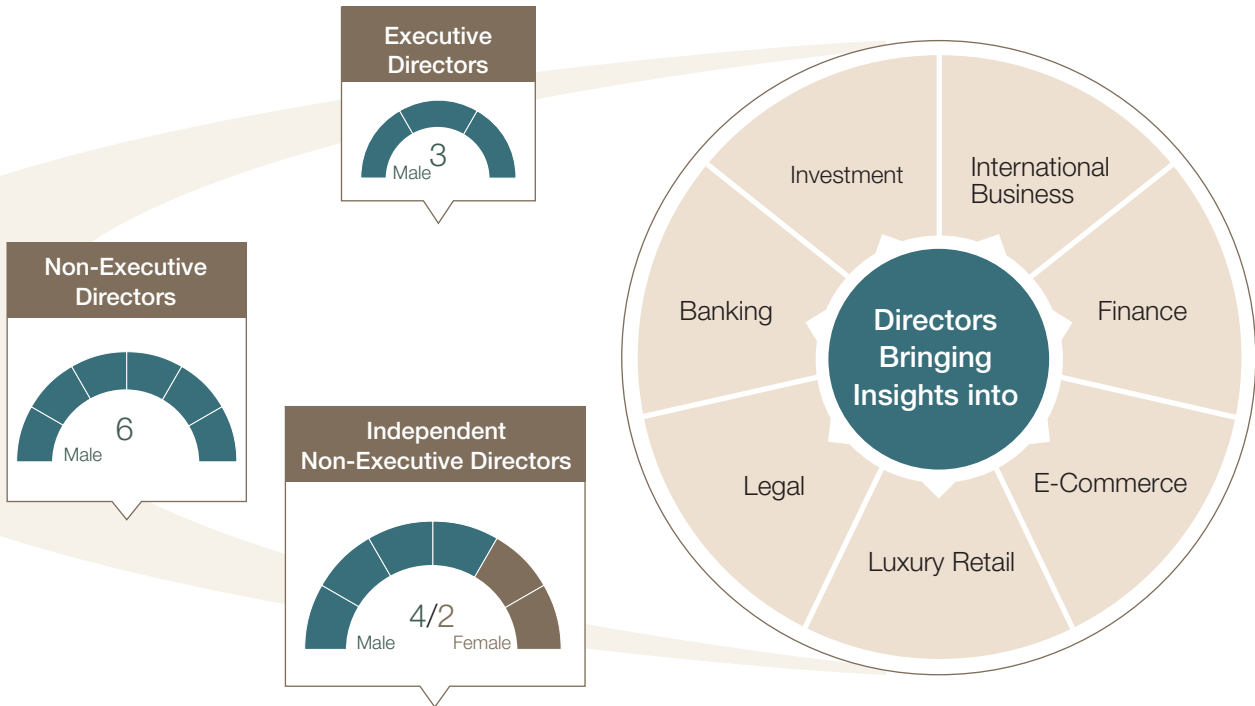 Executive
Directors
3
Male
Non-Executive
Directors
6
Male
Independent
Non-Executive Directors
4/2
Male Female
Directors
Bringing
Insights into
Investment
International
Business
Finance
E-Commerce
Luxury Retail
Legal
Banking